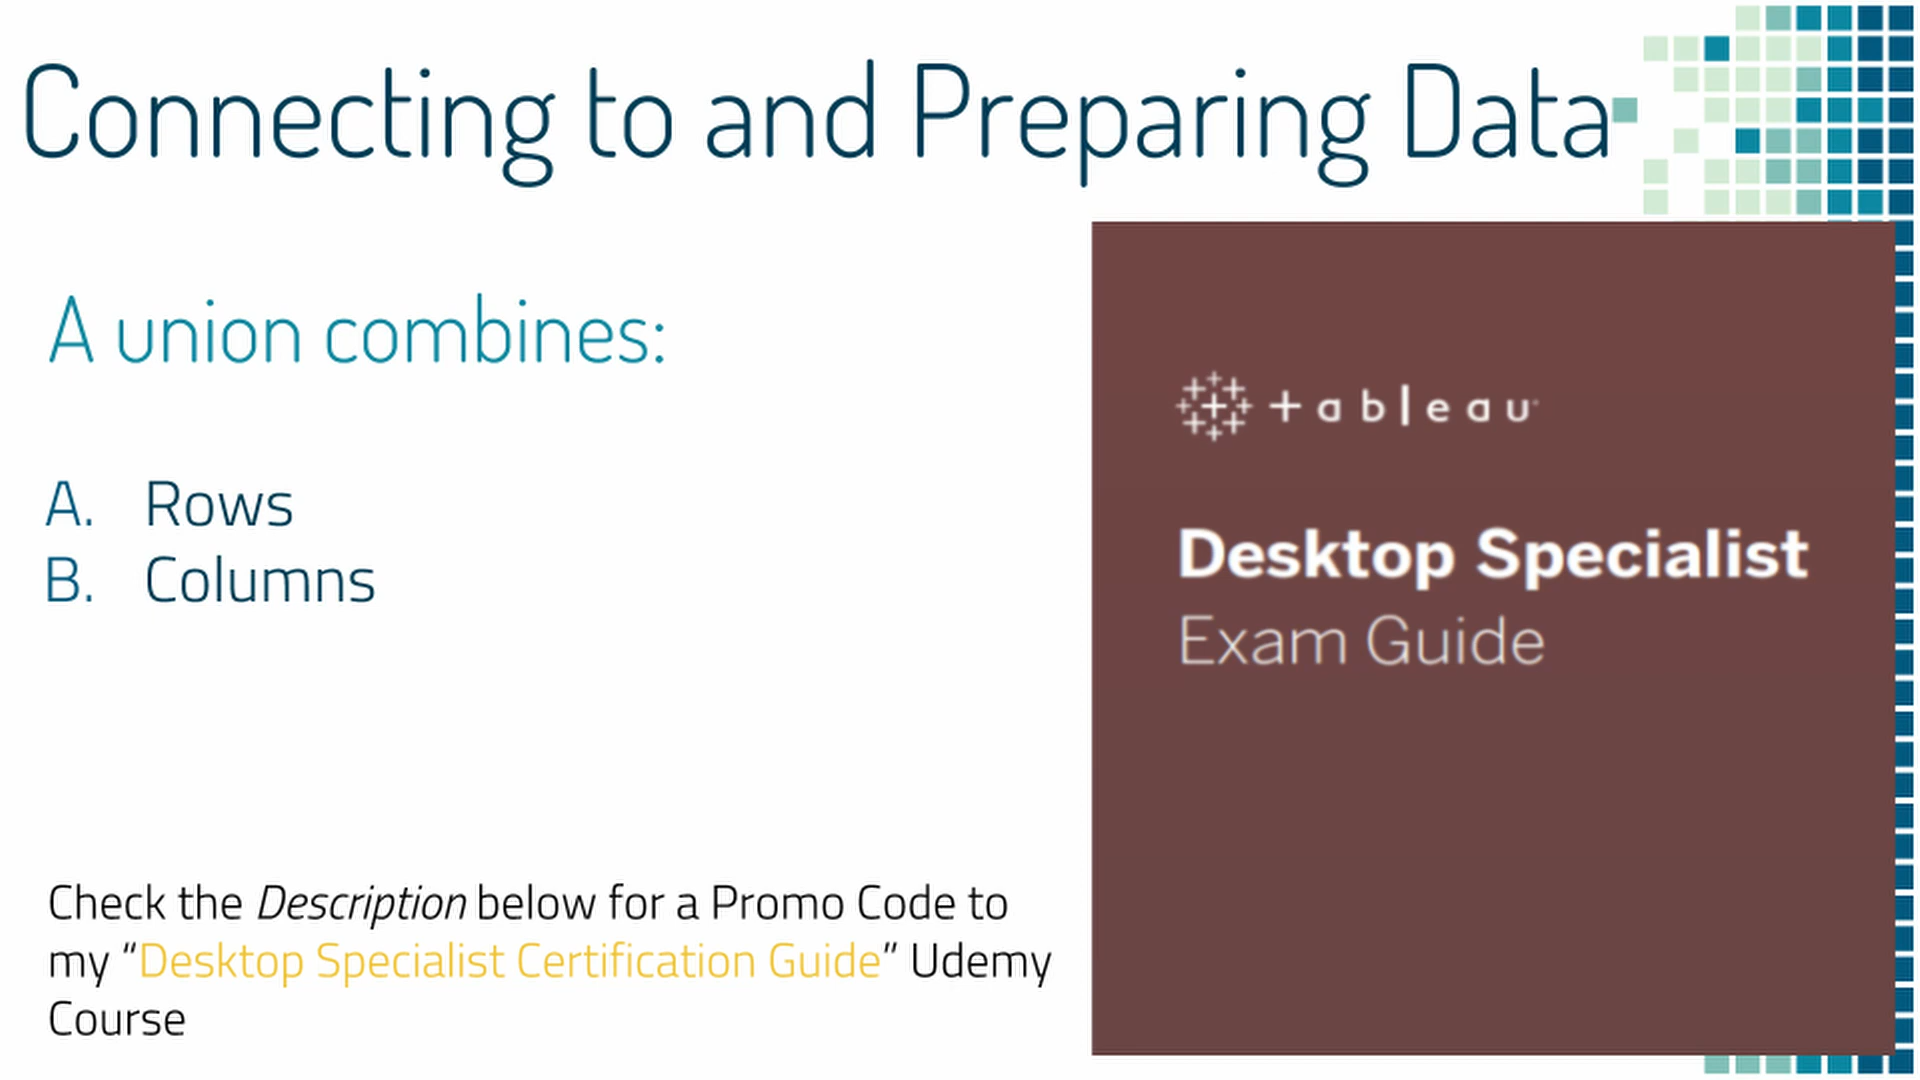 Connecting to and Preparing Data
A union combines:
A. Rows
B. Columns
Check the Description below for a Promo Code to
my “Desktop Specialist Certification Guide” Udemy
Course
+ableau
Desktop Specialist
Exam Guide